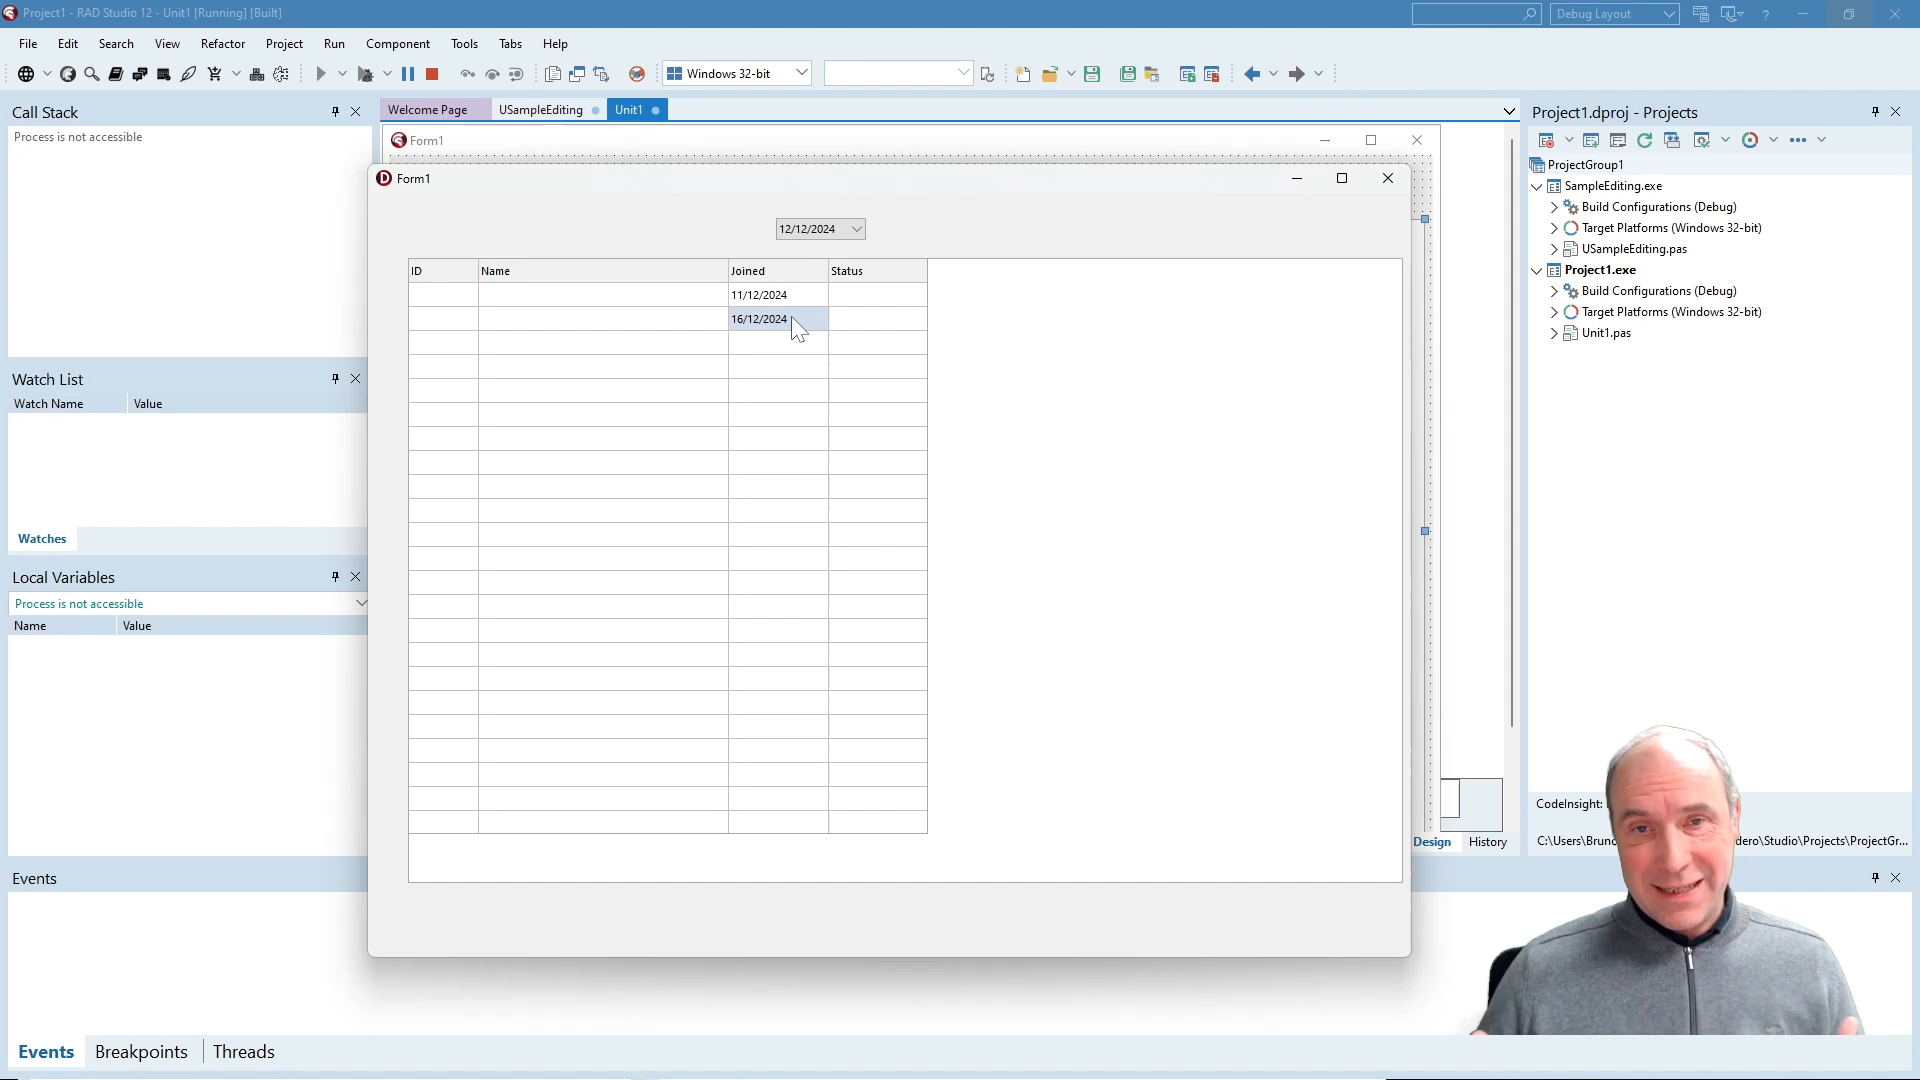 Project1 - RAD Studio 12 - Unit1 [Running] [Built]
Debug Layout
?
File Edit Search View Refactor Project Run Component Tools Tabs Help
Windows 32-bit
Call Stack
Process is not accessible
Watch List
Watch Name Value
Watches
Local Variables
Process is not accessible
Name Value
Events
Events Breakpoints Threads
Welcome Page USampleEditing Unit1
Form1
Form1
12/12/2024
ID Name Joined Status
11/12/2024
16/12/2024
Design History
Project1.dproj - Projects
ProjectGroup1
SampleEditing.exe
Build Configurations (Debug)
Target Platforms (Windows 32-bit)
USampleEditing.pas
Project1.exe
Build Configurations (Debug)
Target Platforms (Windows 32-bit)
Unit1.pas
CodeInsight:
C:\Users\Bruno dero\Studio\Projects\ProjectGr...